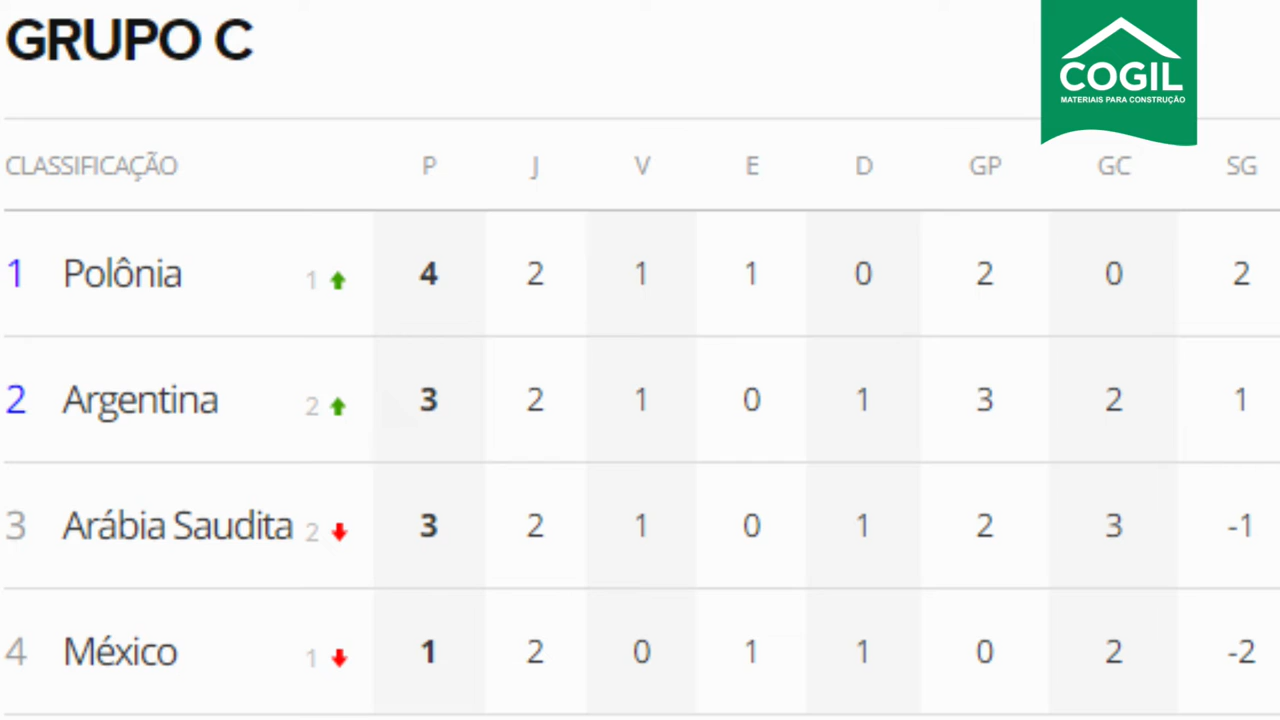 GRUPO C
COGIL
MATERIAIS PARA CONSTRUÇÃO
CLASSIFICAÇÃO P J V E D GP GC SG
1 Polônia 1 4 2 1 1 0 2 0 2
2 Argentina 2 3 2 1 0 1 3 2 1
3 Arábia Saudita 2 3 2 1 0 1 2 3 -1
4 México 1 1 2 0 1 1 0 2 -2